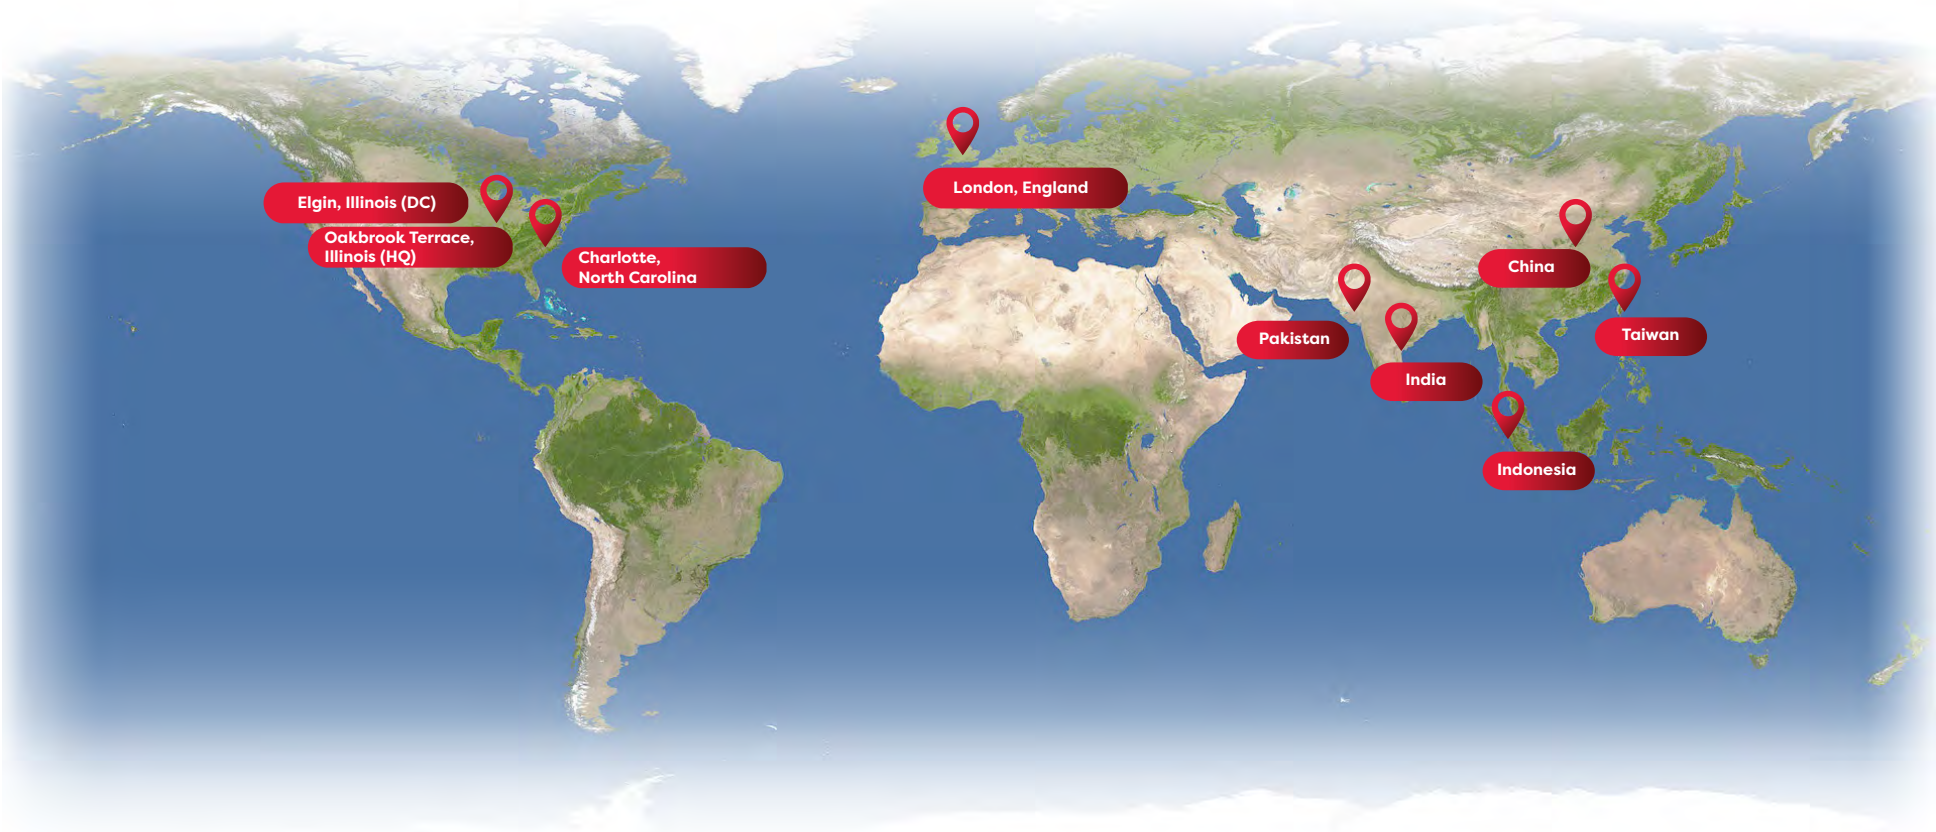 London, England
Elgin, Illinois (DC)
Oakbrook Terrace,
Illinois (HQ)
Charlotte,
North Carolina
China
Pakistan
Taiwan
India
Indonesia